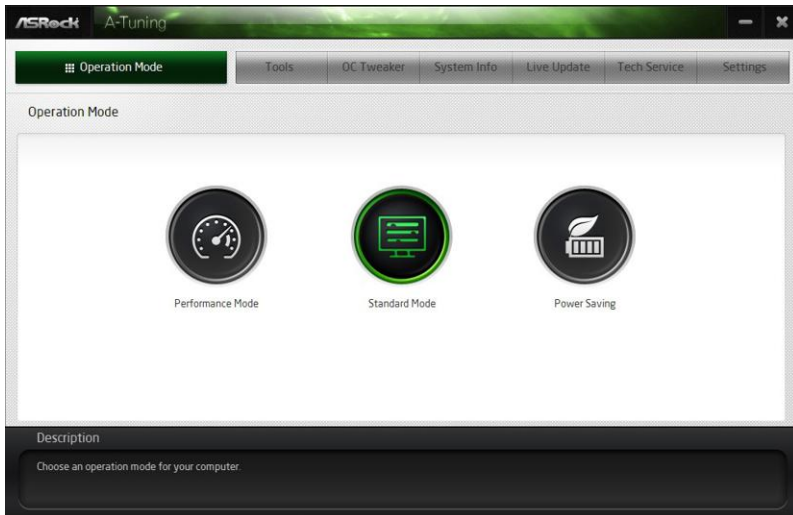 ASRock A-Tuning
Operation Mode Tools OC Tweaker System Info Live Update Tech Service Settings
Operation Mode
Performance Mode Standard Mode Power Saving
Description
Choose an operation mode for your computer.